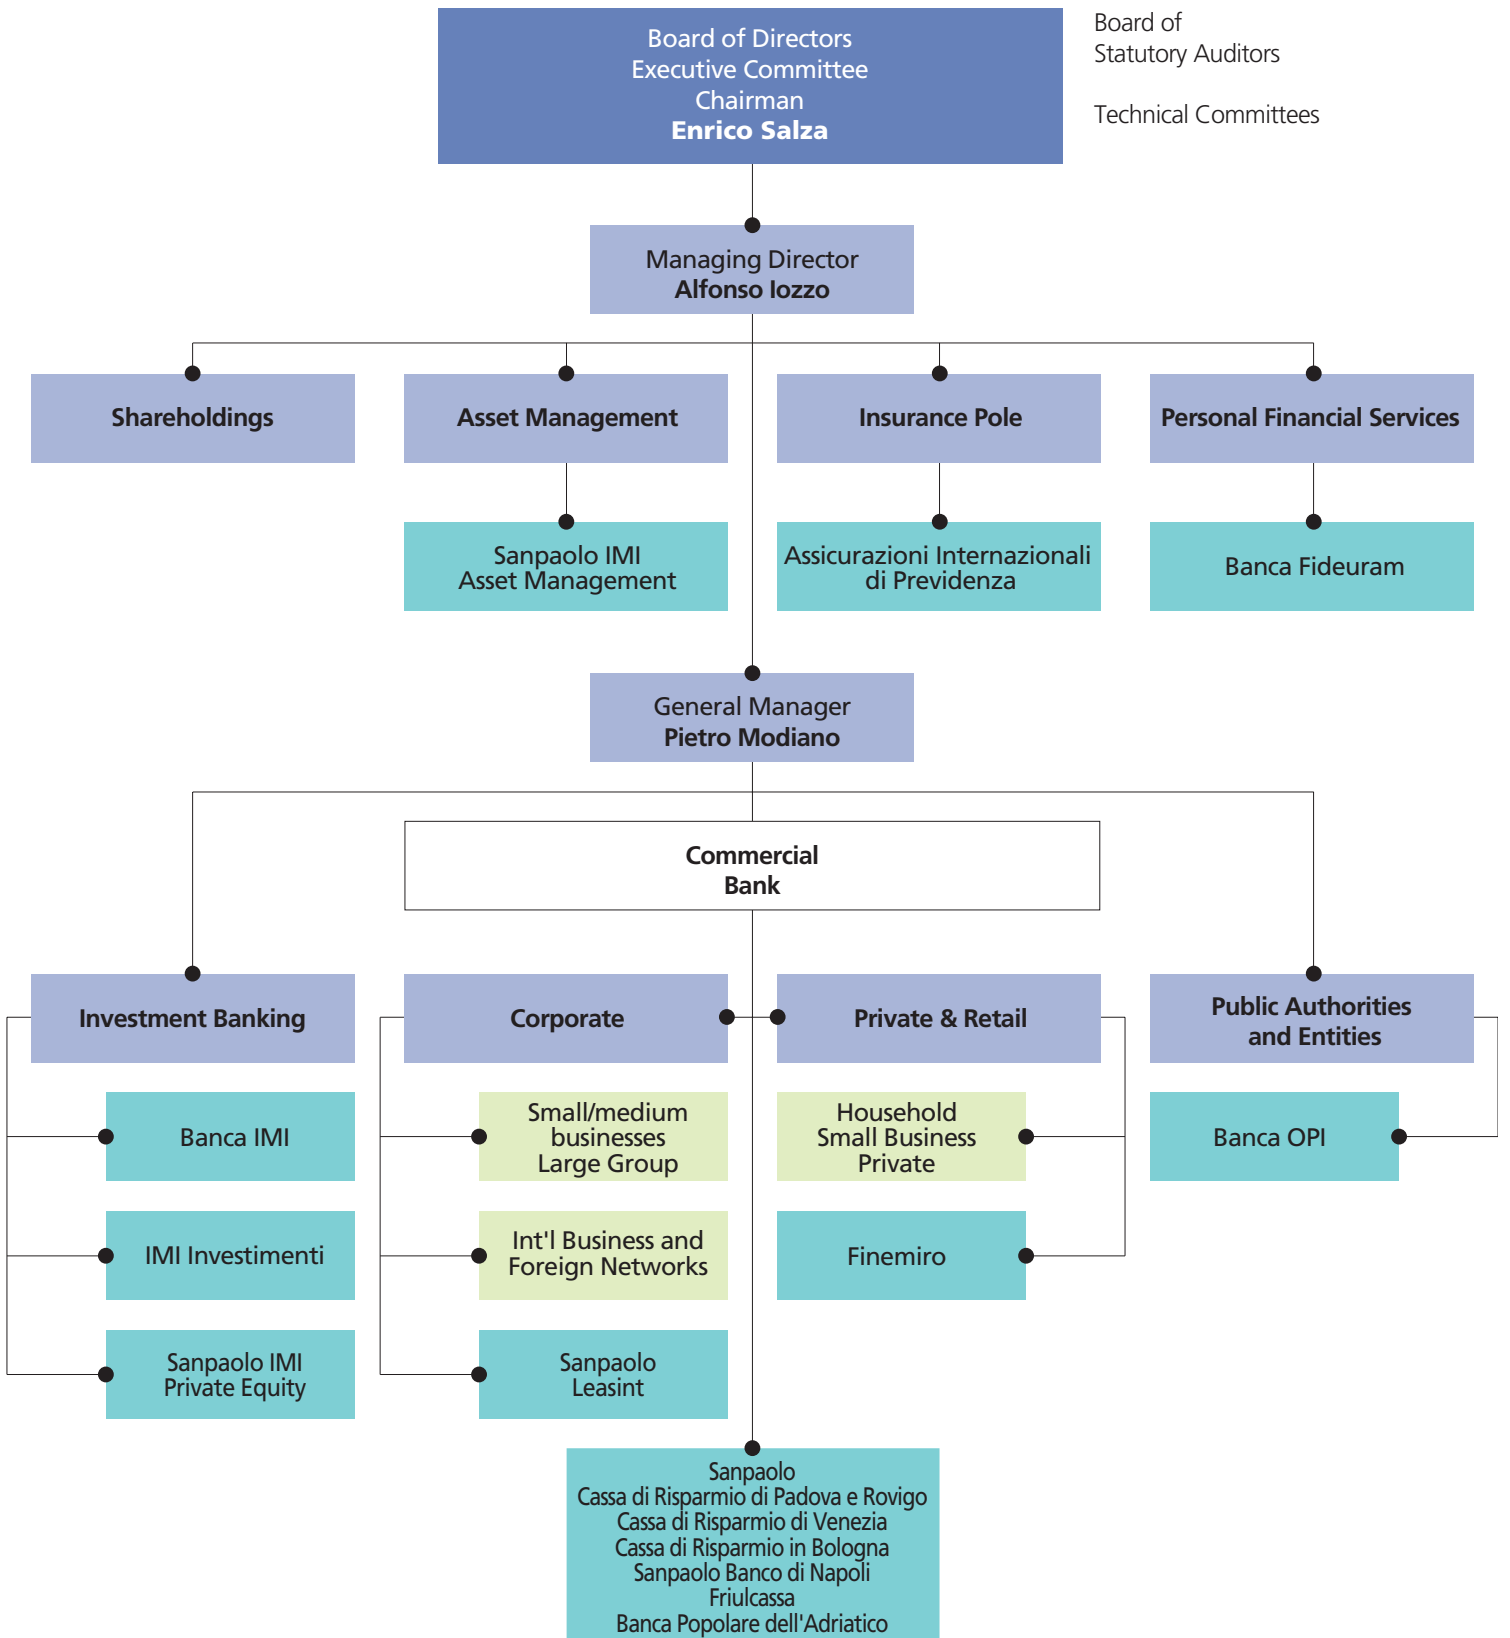 Board of Directors
Executive Committee
Chairman
Enrico Salza
Board of
Statutory Auditors
Technical Committees
Managing Director
Alfonso Iozzo
Shareholdings
Asset Management
Insurance Pole
Personal Financial Services
Sanpaolo IMI
Asset Management
Assicurazioni Internazionali
di Previdenza
Banca Fideuram
General Manager
Pietro Modiano
Commercial
Bank
Investment Banking
Corporate
Private & Retail
Public Authorities
and Entities
Banca IMI
Small/medium
businesses
Large Group
Household
Small Business
Private
Banca OPI
IMI Investimenti
Int'l Business and
Foreign Networks
Finemiro
Sanpaolo IMI
Private Equity
Sanpaolo
Leasint
Sanpaolo
Cassa di Risparmio di Padova e Rovigo
Cassa di Risparmio di Venezia
Cassa di Risparmio in Bologna
Sanpaolo Banco di Napoli
Friulcassa
Banca Popolare dell'Adriatico